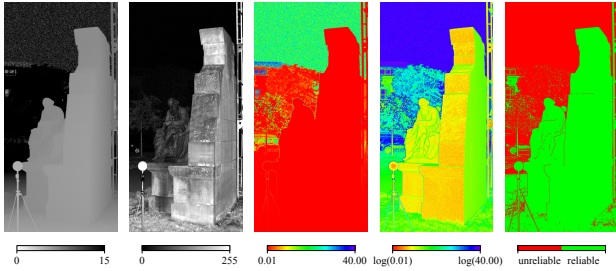 0 15
0 255
0.01 40.00
log(0.01) log(40.00)
unreliable reliable